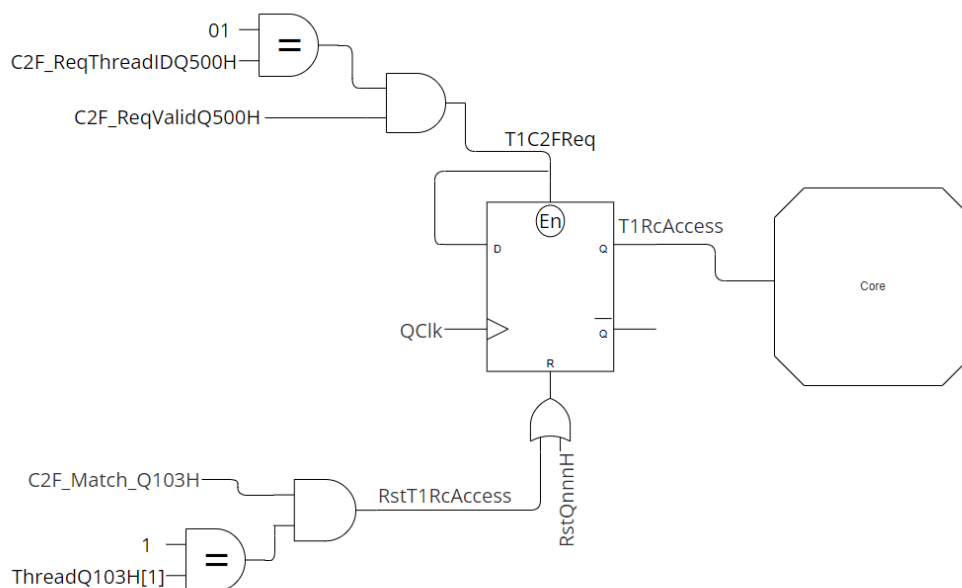 01
=
C2F_ReqThreadIDQ500H
C2F_ReqValidQ500H
T1C2FReq
En
D
Q
T1RcAccess
Core
QClk
Q
R
RstQnnnH
C2F_Match_Q103H
RstT1RcAccess
1
=
ThreadQ103H[1]